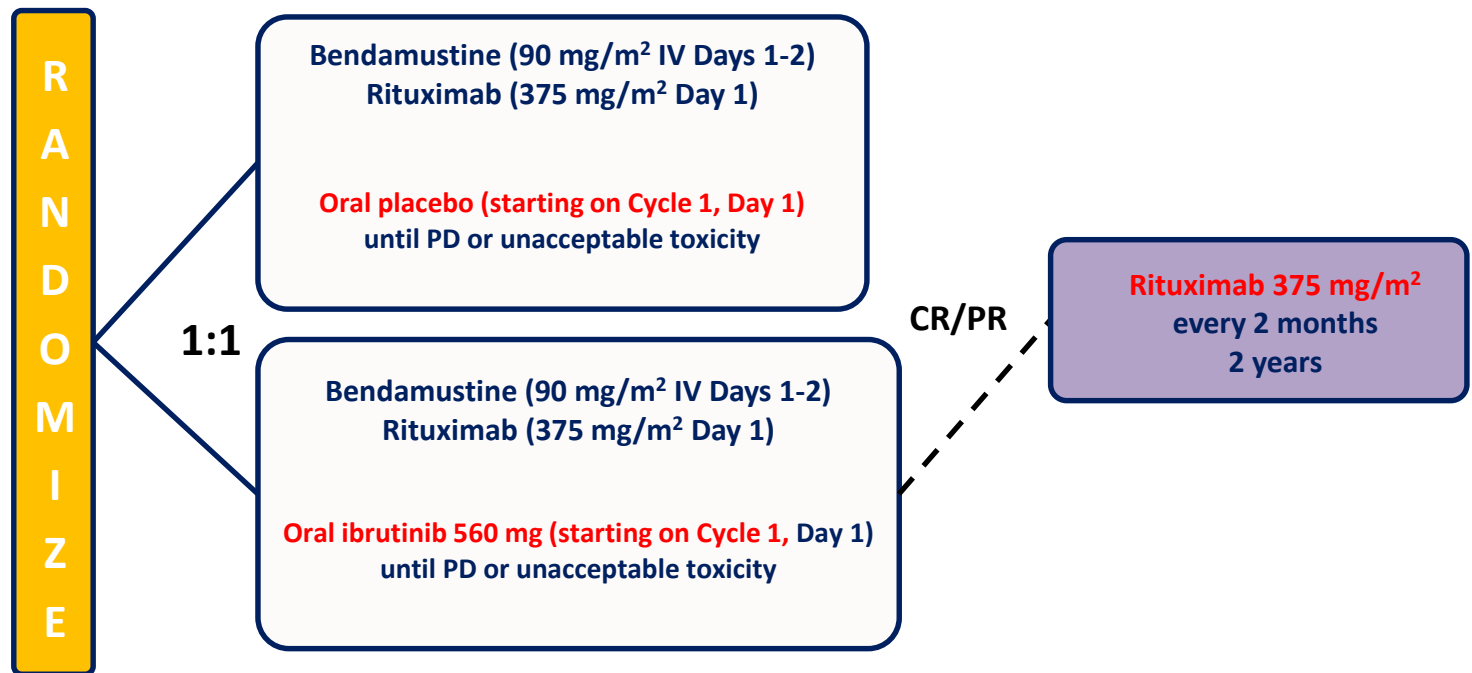 RANDOMIZE
Bendamustine (90 mg/m² IV Days 1-2)
Rituximab (375 mg/m² Day 1)
Oral placebo (starting on Cycle 1, Day 1)
until PD or unacceptable toxicity
1:1
Bendamustine (90 mg/m² IV Days 1-2)
Rituximab (375 mg/m² Day 1)
Oral ibrutinib 560 mg (starting on Cycle 1, Day 1)
until PD or unacceptable toxicity
CR/PR
Rituximab 375 mg/m²
every 2 months
2 years